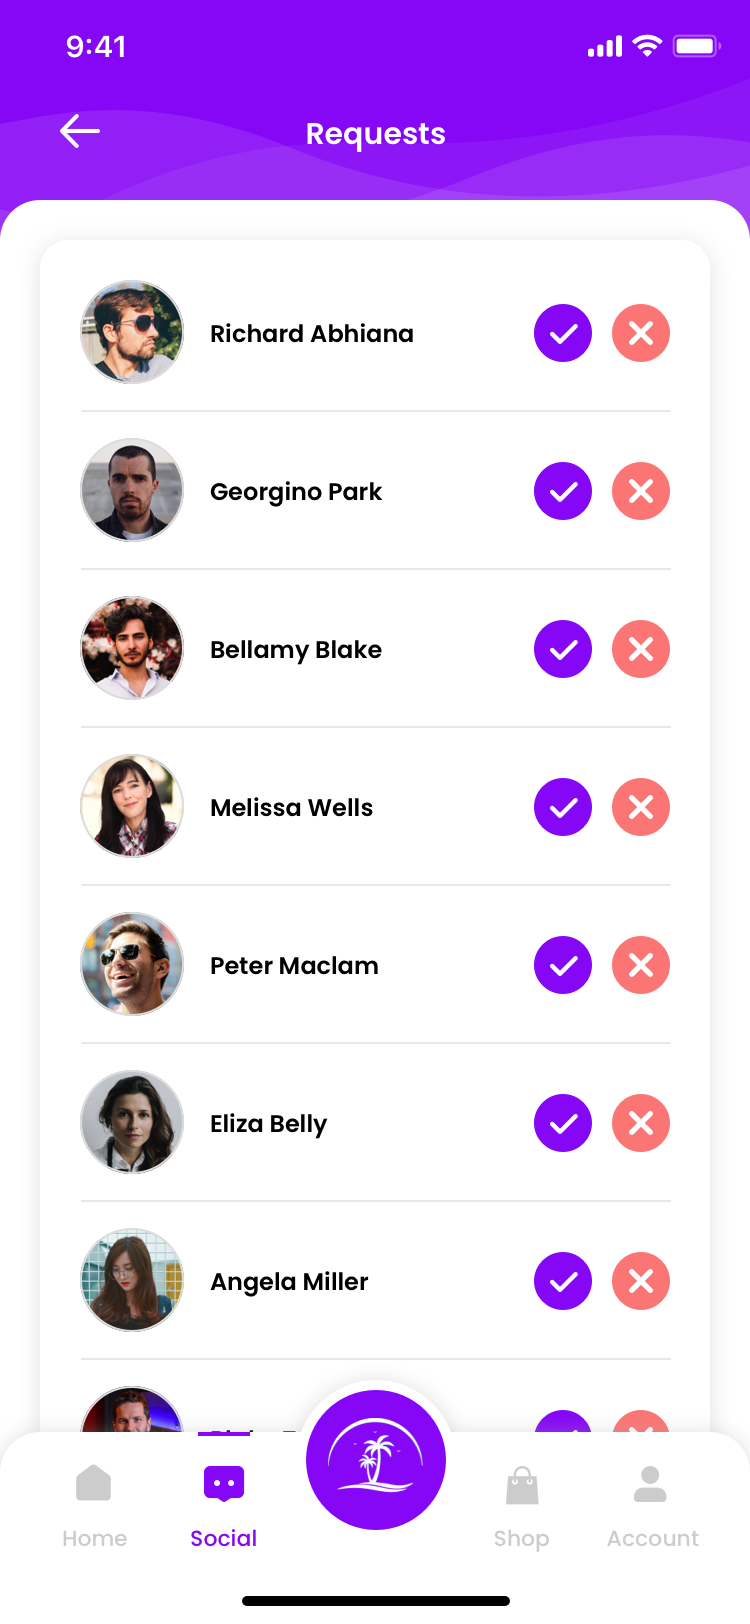 9:41
Requests
Richard Abhiana
Georgino Park
Bellamy Blake
Melissa Wells
Peter Maclam
Eliza Belly
Angela Miller
Home
Social
Shop
Account